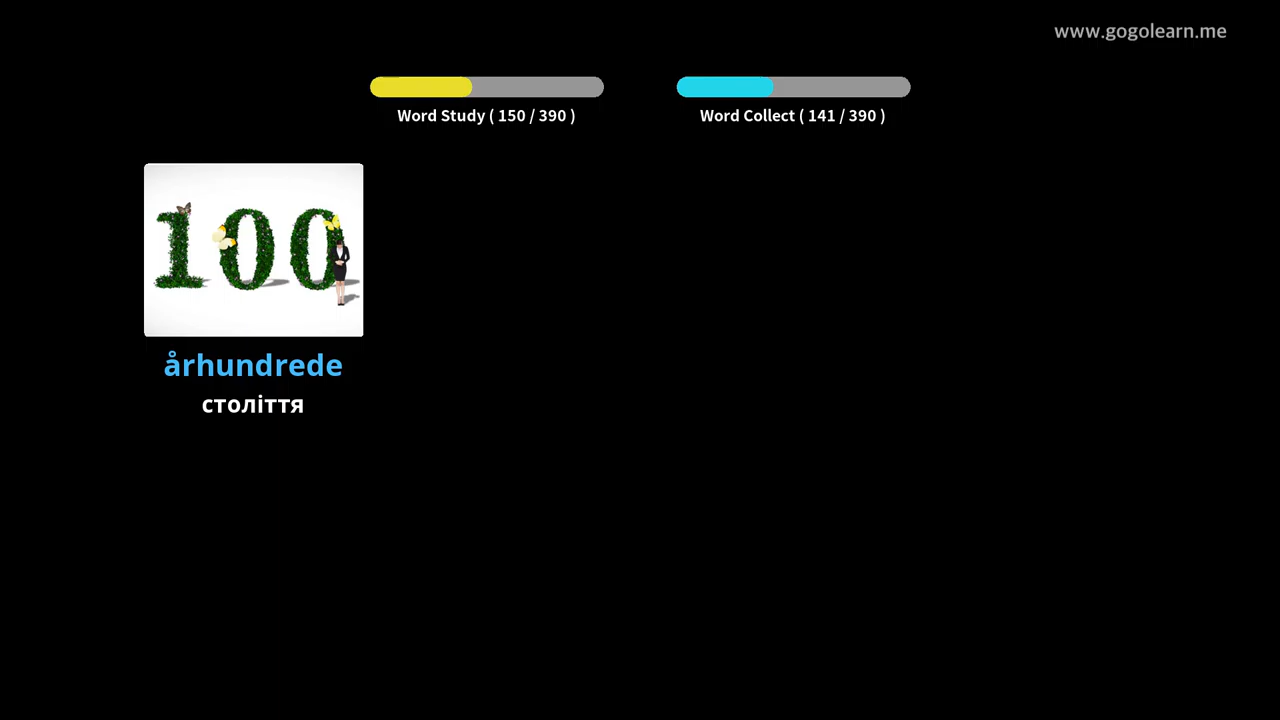 www.gogolearn.me
Word Study ( 150 / 390 )
Word Collect ( 141 / 390 )
100
århundrede
століття